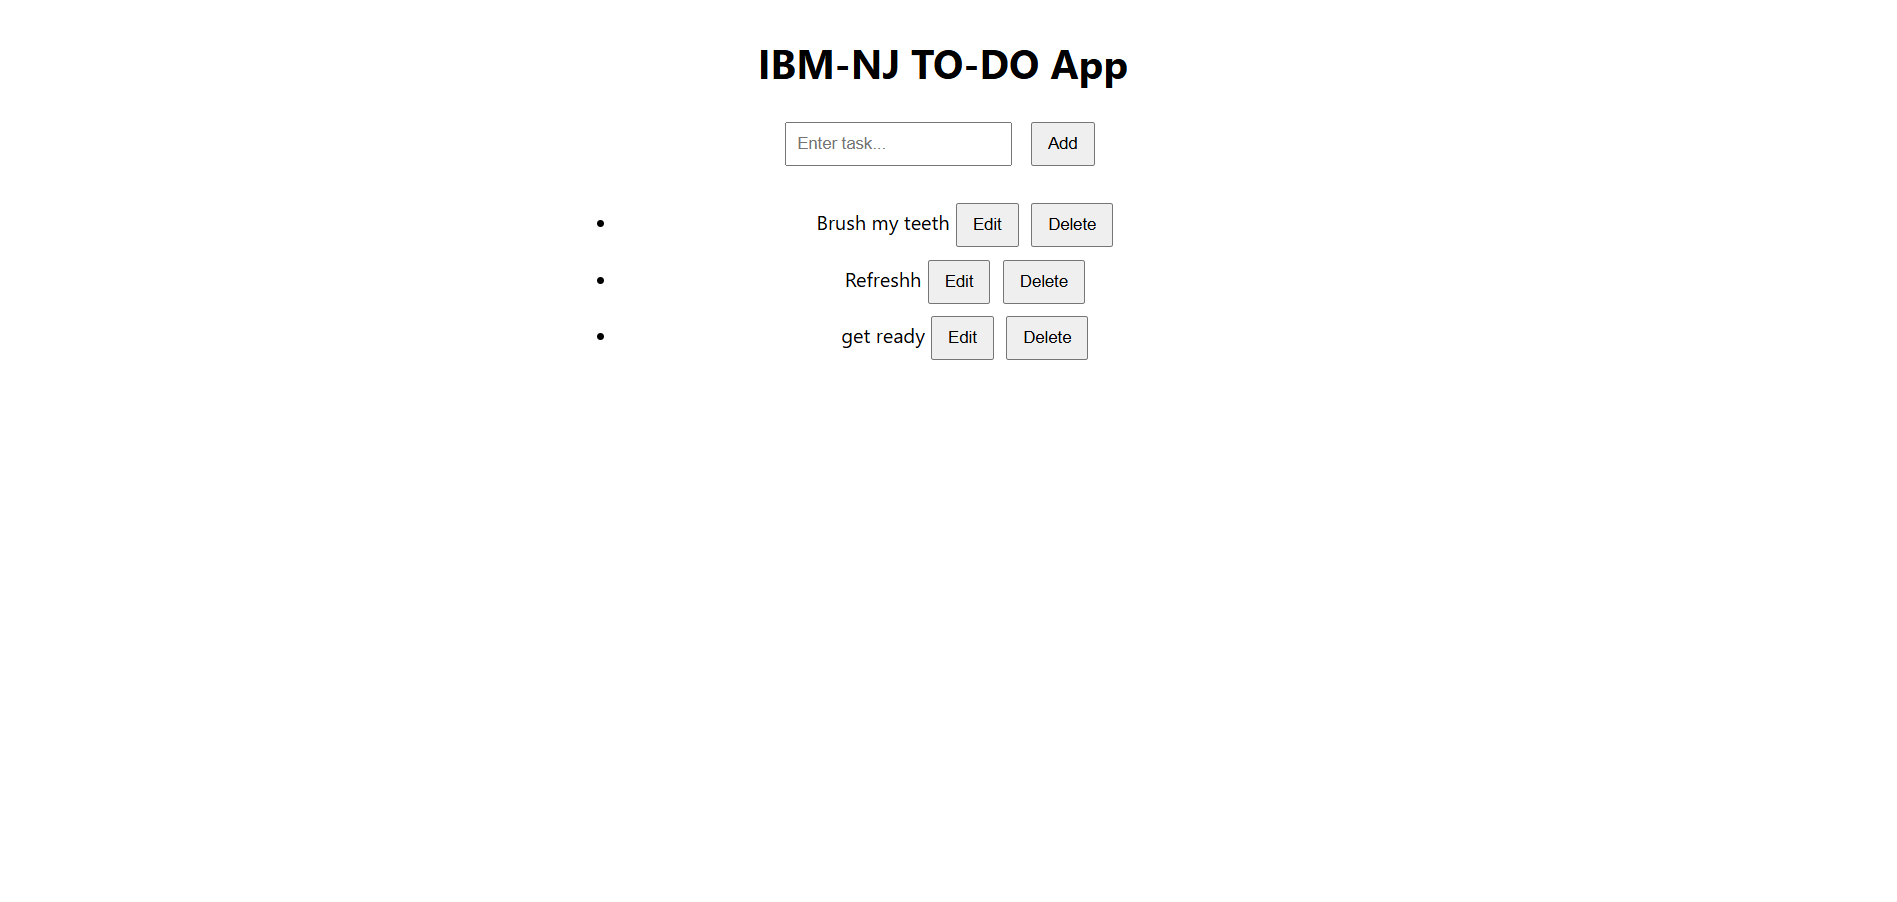 IBM-NJ TO-DO App
Enter task... Add
Brush my teeth Edit Delete
Refreshh Edit Delete
get ready Edit Delete